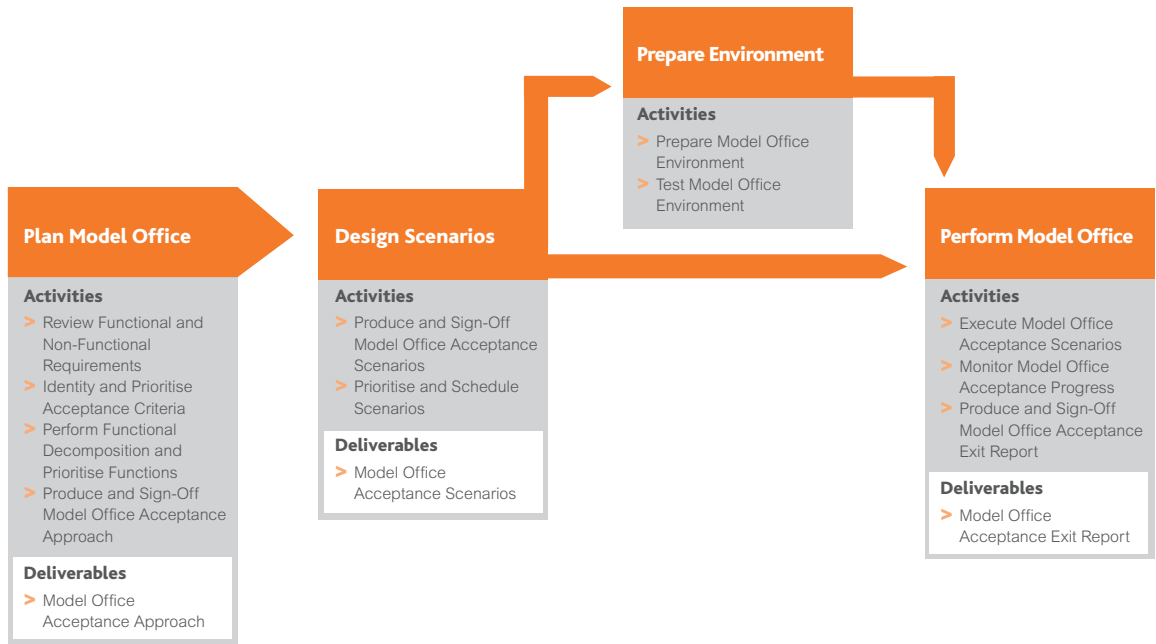 Plan Model Office
Activities
> Review Functional and
Non-Functional
Requirements
> Identity and Prioritise
Acceptance Criteria
> Perform Functional
Decomposition and
Prioritise Functions
> Produce and Sign-Off
Model Office Acceptance
Approach
Deliverables
> Model Office
Acceptance Approach
Design Scenarios
Activities
> Produce and Sign-Off
Model Office Acceptance
Scenarios
> Prioritise and Schedule
Scenarios
Deliverables
> Model Office
Acceptance Scenarios
Prepare Environment
Activities
> Prepare Model Office
Environment
> Test Model Office
Environment
Perform Model Office
Activities
> Execute Model Office
Acceptance Scenarios
> Monitor Model Office
Acceptance Progress
> Produce and Sign-Off
Model Office Acceptance
Exit Report
Deliverables
> Model Office
Acceptance Exit Report